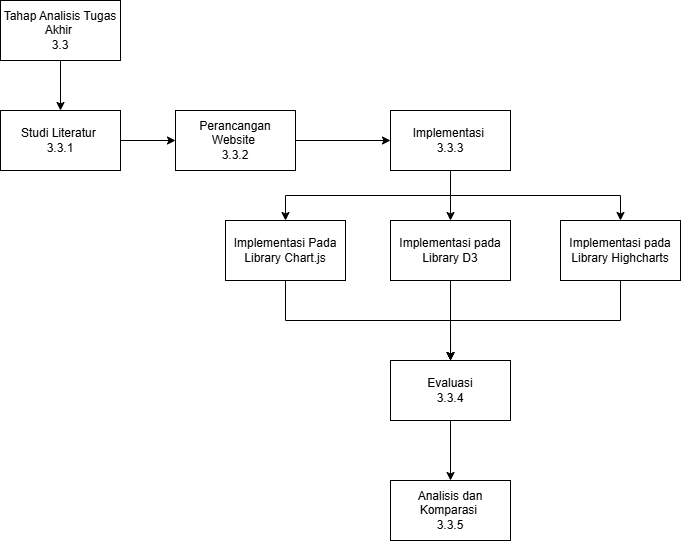 Tahap Analisis Tugas
Akhir
3.3
Studi Literatur
3.3.1
Perancangan
Website
3.3.2
Implementasi
3.3.3
Implementasi Pada
Library Chart.js
Implementasi pada
Library D3
Implementasi pada
Library Highcharts
Evaluasi
3.3.4
Analisis dan
Komparasi
3.3.5